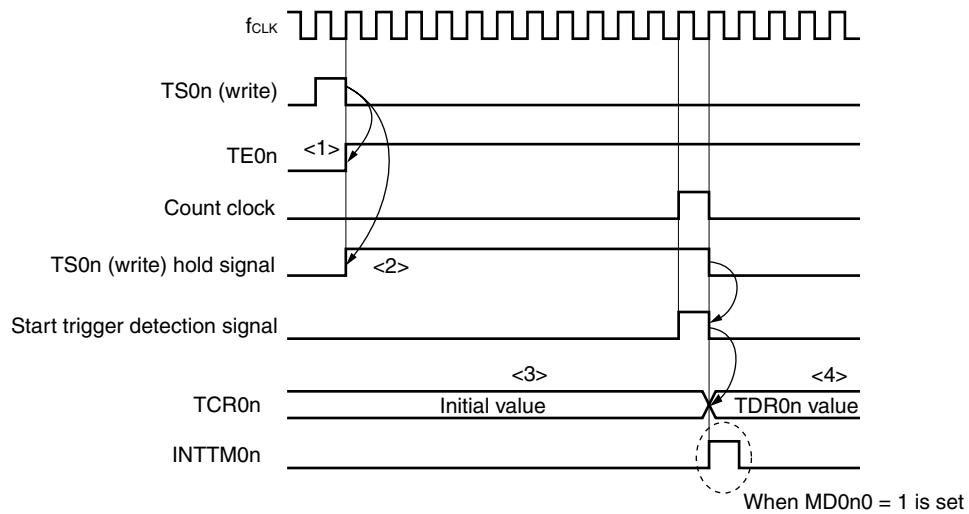 fCLK
TS0n (write)
<1>
TE0n
Count clock
TS0n (write) hold signal
<2>
Start trigger detection signal
<3>
<4>
TCR0n
Initial value
TDR0n value
INTTM0n
When MD0n0 = 1 is set